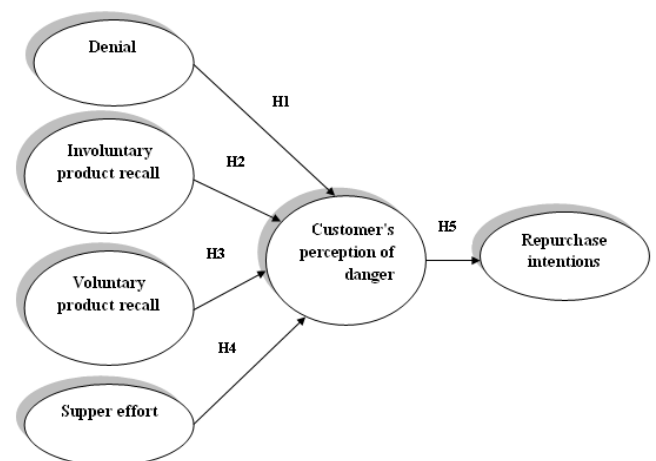 Denial
H1
Involuntary
product recall
H2
Customer's
perception of
danger
H5
Repurchase
intentions
H3
Voluntary
product recall
H4
Supper effort